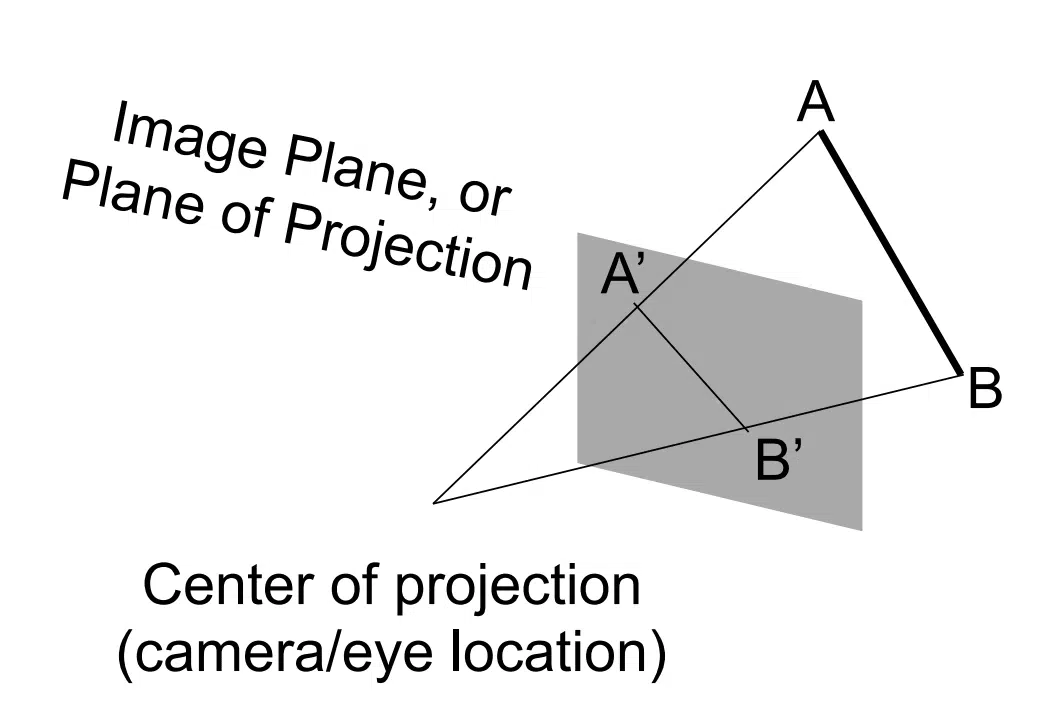 A
Image Plane, or
Plane of Projection
A’
B
B’
Center of projection
(camera/eye location)